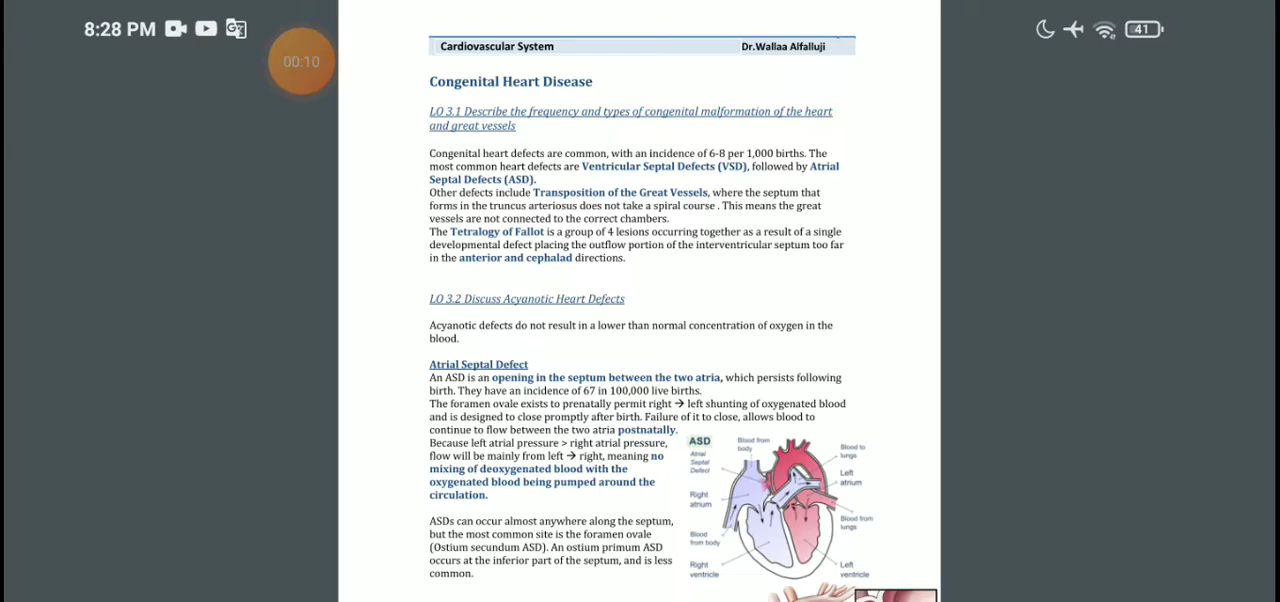 8:28 PM
41
00:10
Cardiovascular System Dr.Wallaa Alfalluji
Congenital Heart Disease
LO 3.1 Describe the frequency and types of congenital malformation of the heart
and great vessels
Congenital heart defects are common, with an incidence of 6-8 per 1,000 births. The
most common heart defects are Ventricular Septal Defects (VSD), followed by Atrial
Septal Defects (ASD).
Other defects include Transposition of the Great Vessels, where the septum that
forms in the truncus arteriosus does not take a spiral course . This means the great
vessels are not connected to the correct chambers.
The Tetralogy of Fallot is a group of 4 lesions occurring together as a result of a single
developmental defect placing the outflow portion of the interventricular septum too far
in the anterior and cephalad directions.
LO 3.2 Discuss Acyanotic Heart Defects
Acyanotic defects do not result in a lower than normal concentration of oxygen in the
blood.
Atrial Septal Defect
An ASD is an opening in the septum between the two atria, which persists following
birth. They have an incidence of 67 in 100,000 live births.
The foramen ovale exists to prenatally permit right → left shunting of oxygenated blood
and is designed to close promptly after birth. Failure of it to close, allows blood to
continue to flow between the two atria postnatally.
Because left atrial pressure > right atrial pressure,
flow will be mainly from left → right, meaning no
mixing of deoxygenated blood with the
oxygenated blood being pumped around the
circulation.
ASDs can occur almost anywhere along the septum,
but the most common site is the foramen ovale
(Ostium secundum ASD). An ostium primum ASD
occurs at the inferior part of the septum, and is less
common.
ASD
Atrial
Septal
Defect
Blood from
body
Blood to
lungs
Left
atrium
Right
atrium
Blood from
lungs
Blood
from body
Right
ventricle
Left
ventricle